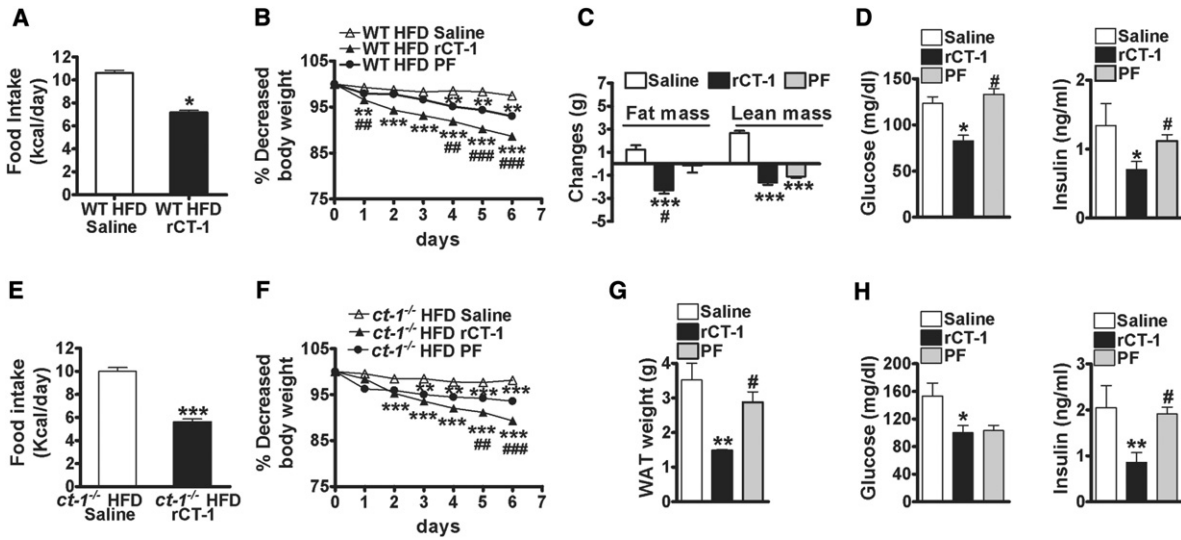 A
Food Intake
(kcal/day)
12
10
8
6
4
2
0
*
WT HFD
Saline
WT HFD
rCT-1
B
WT HFD Saline
WT HFD rCT-1
WT HFD PF
% Decreased
body weight
105
95
85
75
** ** **
** *** *** *** *** ***
## ## ### ###
0 1 2 3 4 5 6 7
days
C
Saline rCT-1 PF
Fat mass Lean mass
Changes (g)
7
5
3
1
-1
-3
-5
***
#
*** ***
D
Saline
rCT-1
PF
Glucose (mg/dl)
150
100
50
0
*
#
Insulin (ng/ml)
2
1
0
*
#
E
Food intake
(Kcal/day)
12
10
8
6
4
2
0
***
ct-1-/- HFD
Saline
ct-1-/- HFD
rCT-1
F
ct-1-/- HFD Saline
ct-1-/- HFD rCT-1
ct-1-/- HFD PF
% Decreased
body weight
105
95
85
75
** ** *** ***
*** *** *** *** ***
## ###
0 1 2 3 4 5 6 7
days
G
Saline
rCT-1
PF
WAT weight (g)
4
3
2
1
0
**
#
H
Saline
rCT-1
PF
Glucose (mg/dl)
200
160
120
80
40
0
*
Insulin (ng/ml)
3
2
1
0
**
#